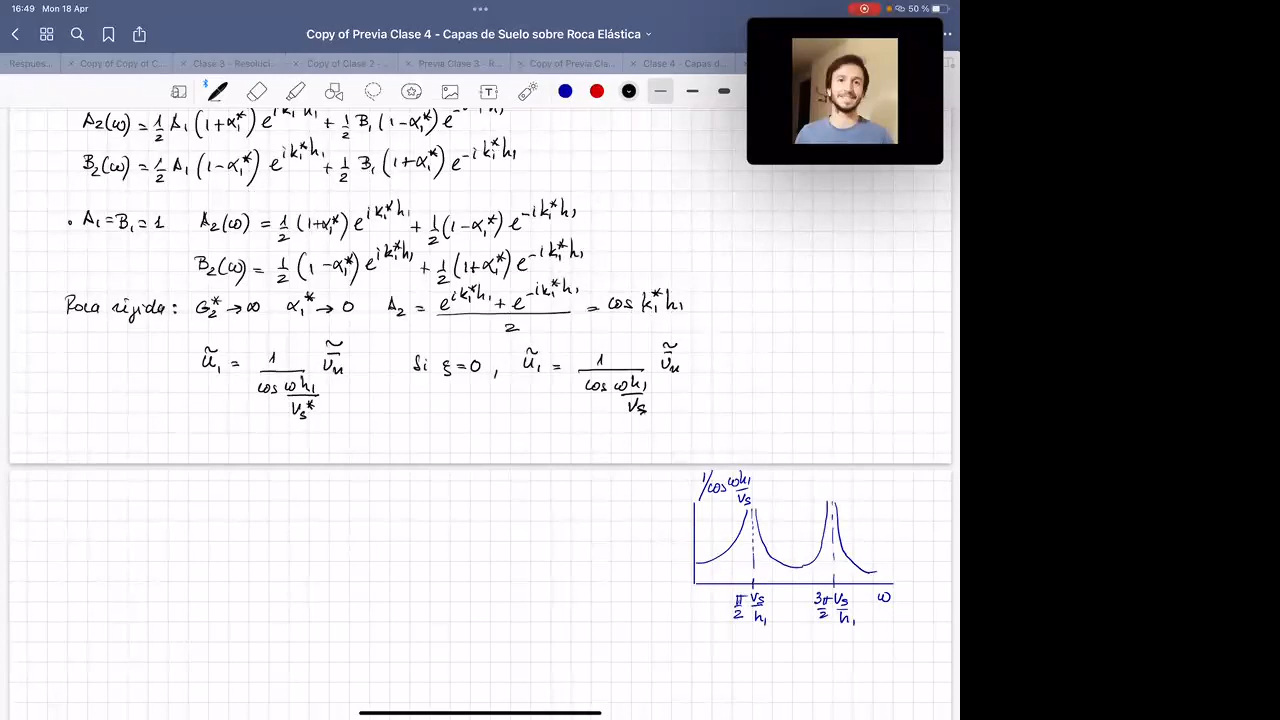 16:49 Mon 18 Apr
50 %
Copy of Previa Clase 4 - Capas de Suelo sobre Roca Elástica
Respues... × Copy of Copy of C... × Clase 3 - Resoluci... × Copy of Clase 2 - ... × Previa Clase 3 - R... × Copy of Previa Clas... × Clase 4 - Capas d...
A₂(ω) = 1/2 A₁ (1+α₁*) e^{ik₁*h₁} + 1/2 B₁ (1-α₁*) e^{-ik₁*h₁}
B₂(ω) = 1/2 A₁ (1-α₁*) e^{ik₁*h₁} + 1/2 B₁ (1+α₁*) e^{-ik₁*h₁}
• A₁=B₁=1 A₂(ω) = 1/2 (1+α₁*) e^{ik₁*h₁} + 1/2 (1-α₁*) e^{-ik₁*h₁}
B₂(ω) = 1/2 (1-α₁*) e^{ik₁*h₁} + 1/2 (1+α₁*) e^{-ik₁*h₁}
Roca rígida: G₂* → ∞ α₁* → 0 A₂ = (e^{ik₁*h₁} + e^{-ik₁*h₁})/2 = cos k₁*h₁
ũ₁ = 1/(cos ωh₁/Vs*) Si ξ=0, ũ₁ = 1/(cos ωh₁/Vs)
1/cos ωh₁/Vs
π/2 Vs/h₁ 3π/2 Vs/h₁ ω